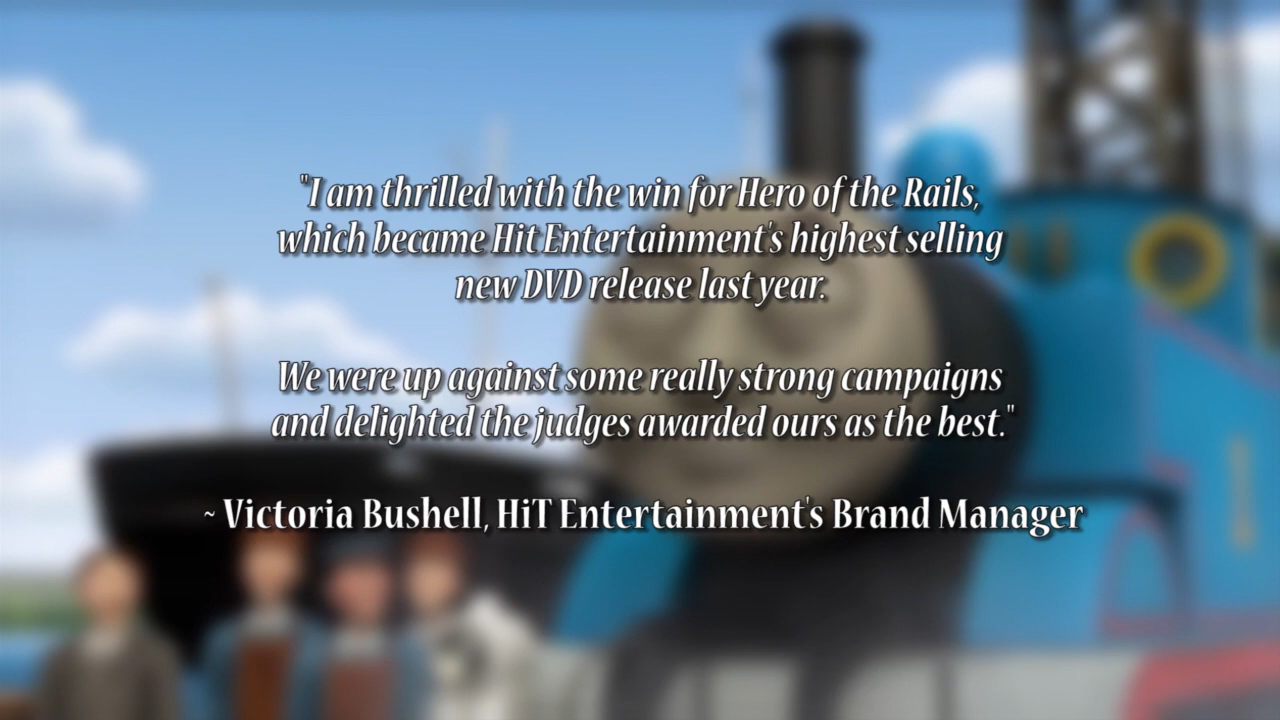 "I am thrilled with the win for Hero of the Rails,
which became Hit Entertainment's highest selling
new DVD release last year.
We were up against some really strong campaigns
and delighted the judges awarded ours as the best."
~ Victoria Bushell, HiT Entertainment's Brand Manager